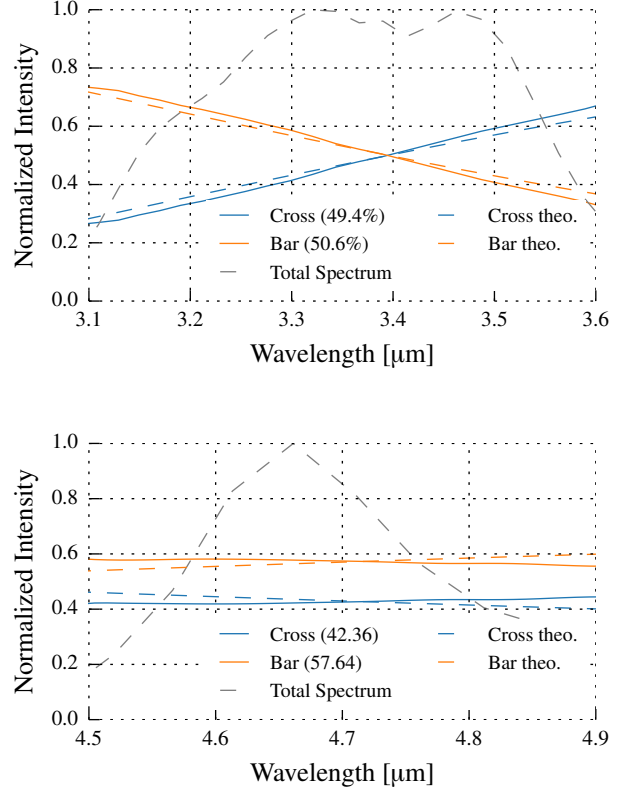 Normalized Intensity
1.0
0.8
0.6
0.4
0.2
0.0
Cross (49.4%)
Cross theo.
Bar (50.6%)
Bar theo.
Total Spectrum
3.1
3.2
3.3
3.4
3.5
3.6
Wavelength [μm]
Normalized Intensity
1.0
0.8
0.6
0.4
0.2
0.0
Cross (42.36)
Cross theo.
Bar (57.64)
Bar theo.
Total Spectrum
4.5
4.6
4.7
4.8
4.9
Wavelength [μm]